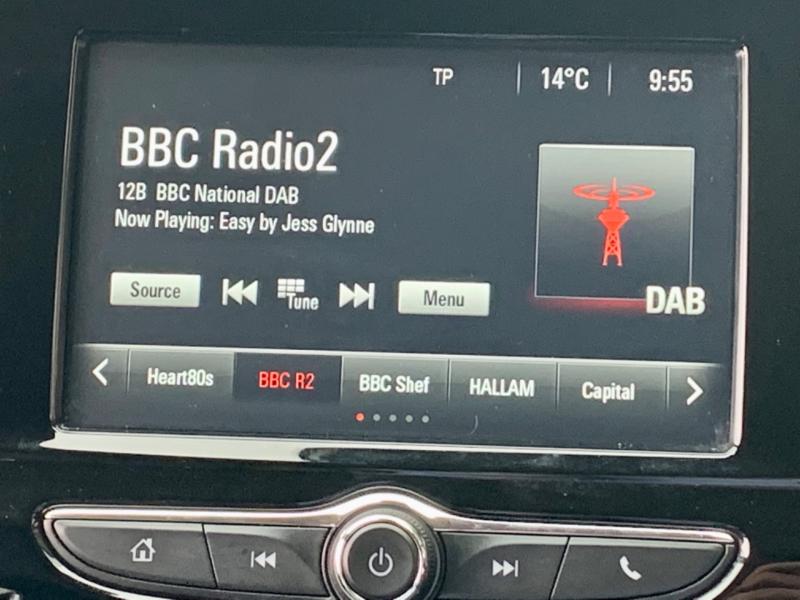 TP 14°C 9:55
BBC Radio2
12B BBC National DAB
Now Playing: Easy by Jess Glynne
Source Tune Menu
DAB
Heart80s BBC R2 BBC Shef HALLAM Capital